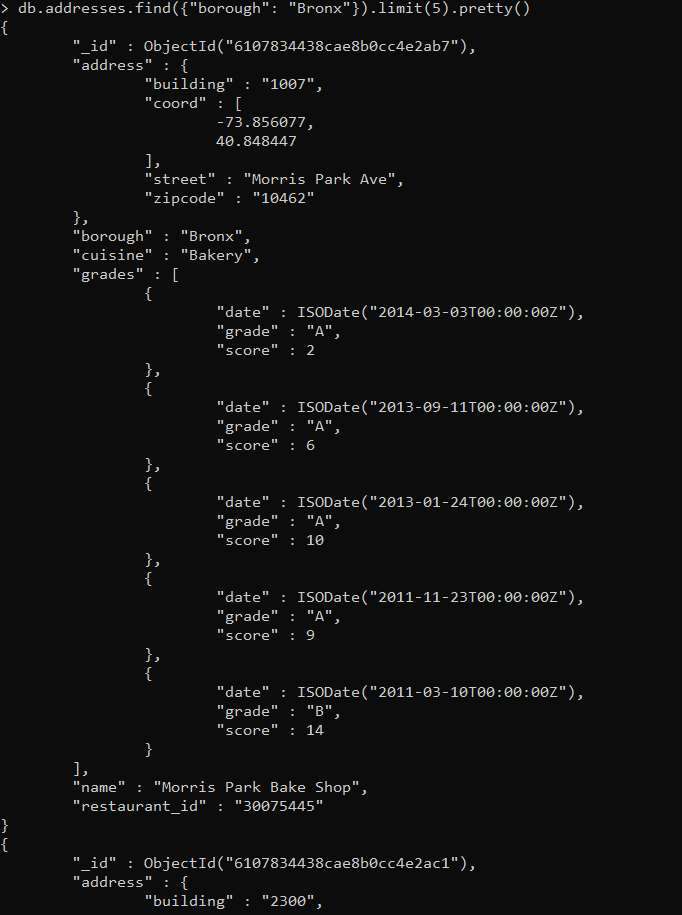 > db.addresses.find({"borough": "Bronx"}).limit(5).pretty()
{
        "_id" : ObjectId("6107834438cae8b0cc4e2ab7"),
        "address" : {
                "building" : "1007",
                "coord" : [
                        -73.856077,
                        40.848447
                ],
                "street" : "Morris Park Ave",
                "zipcode" : "10462"
        },
        "borough" : "Bronx",
        "cuisine" : "Bakery",
        "grades" : [
                {
                        "date" : ISODate("2014-03-03T00:00:00Z"),
                        "grade" : "A",
                        "score" : 2
                },
                {
                        "date" : ISODate("2013-09-11T00:00:00Z"),
                        "grade" : "A",
                        "score" : 6
                },
                {
                        "date" : ISODate("2013-01-24T00:00:00Z"),
                        "grade" : "A",
                        "score" : 10
                },
                {
                        "date" : ISODate("2011-11-23T00:00:00Z"),
                        "grade" : "A",
                        "score" : 9
                },
                {
                        "date" : ISODate("2011-03-10T00:00:00Z"),
                        "grade" : "B",
                        "score" : 14
                }
        ],
        "name" : "Morris Park Bake Shop",
        "restaurant_id" : "30075445"
}
{
        "_id" : ObjectId("6107834438cae8b0cc4e2ac1"),
        "address" : {
                "building" : "2300",